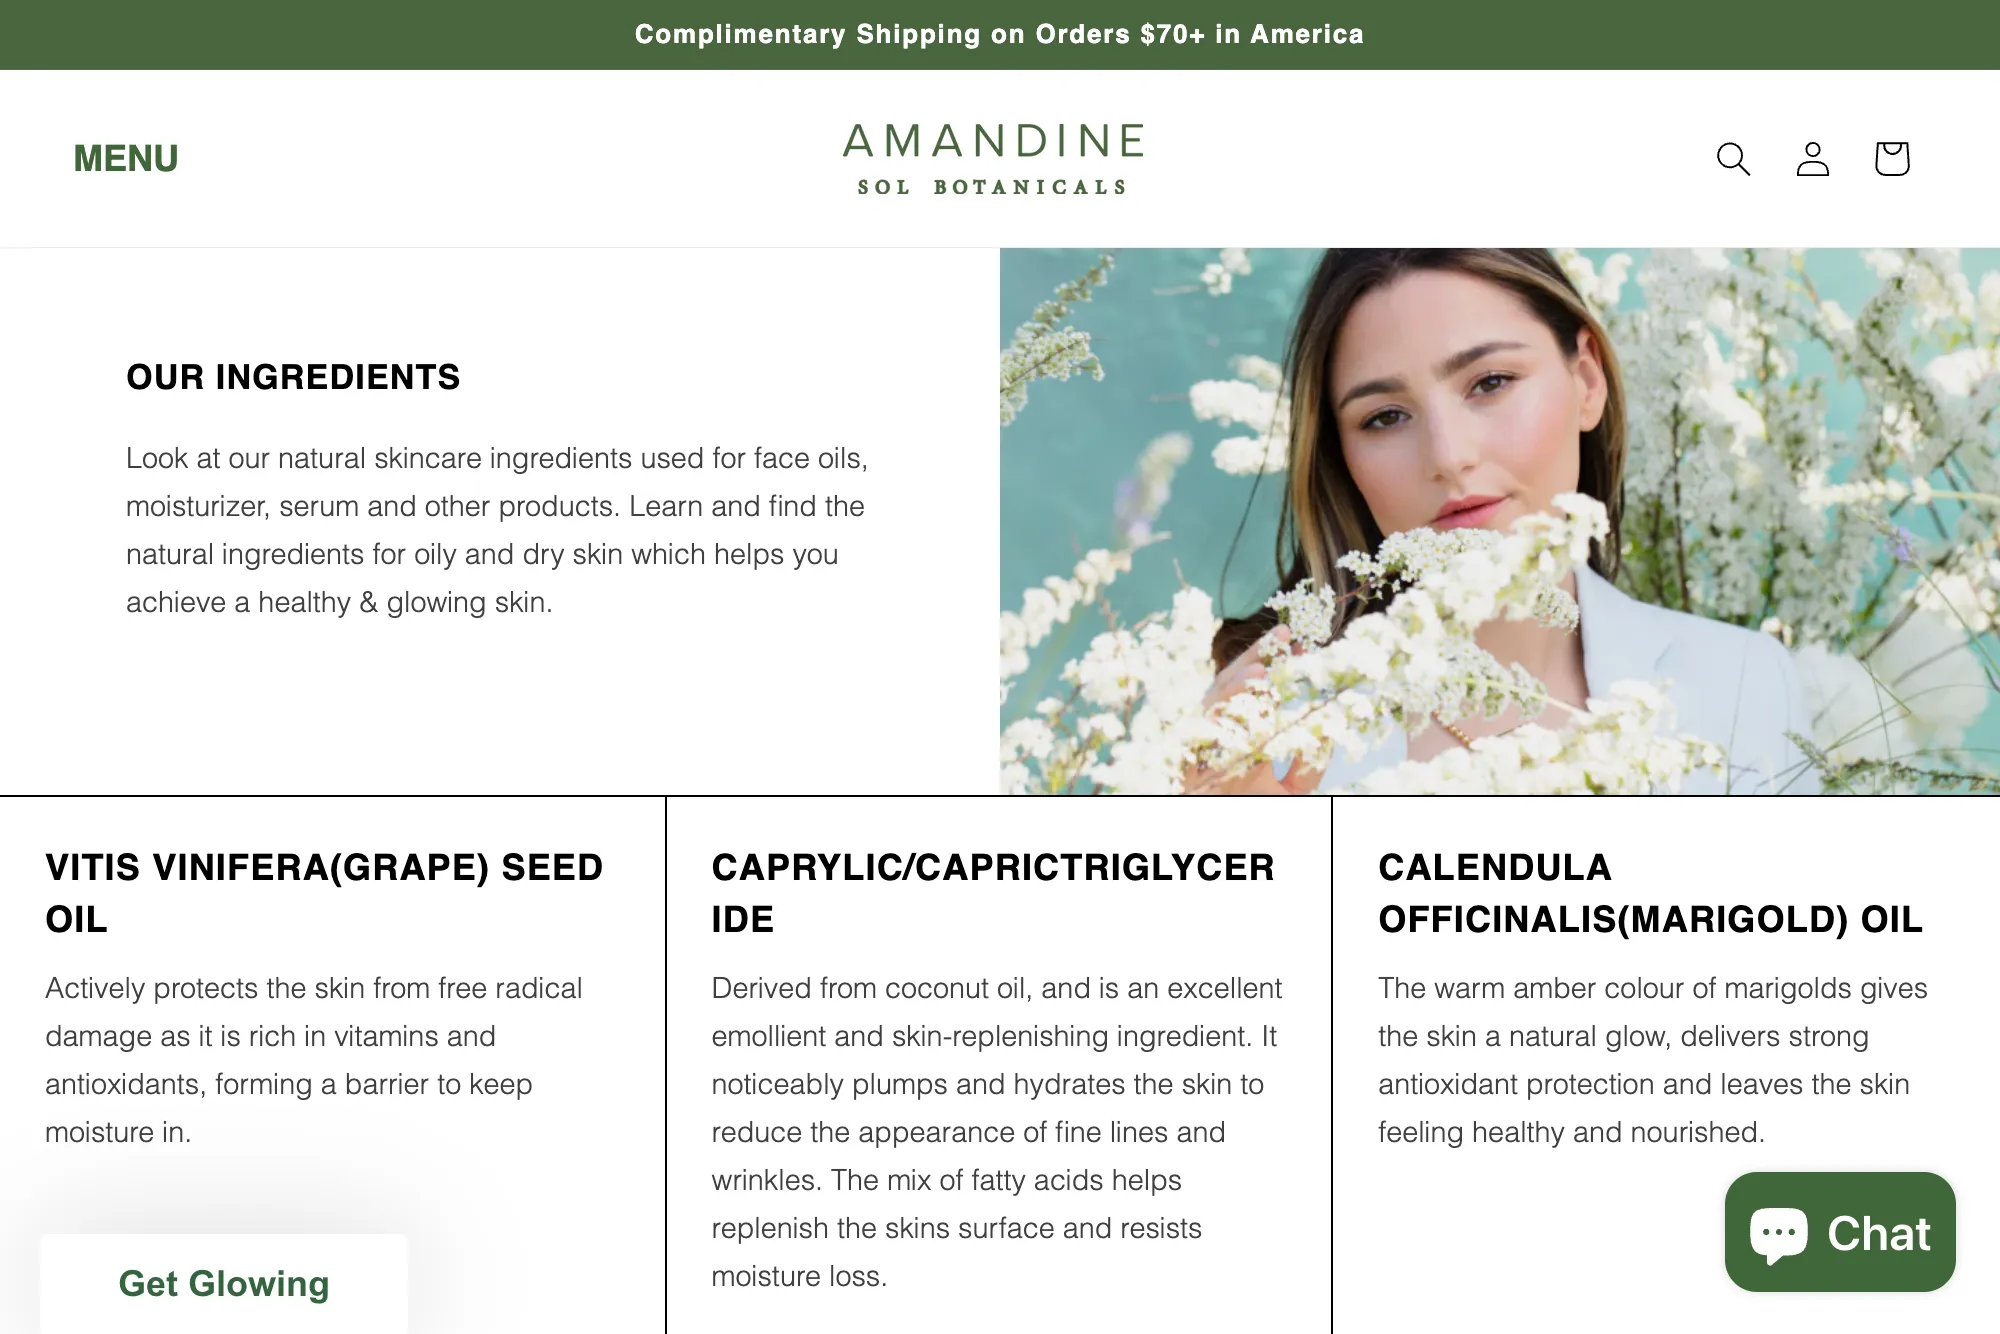 Complimentary Shipping on Orders $70+ in America
MENU
AMANDINE
SOL BOTANICALS
OUR INGREDIENTS
Look at our natural skincare ingredients used for face oils,
moisturizer, serum and other products. Learn and find the
natural ingredients for oily and dry skin which helps you
achieve a healthy & glowing skin.
VITIS VINIFERA(GRAPE) SEED
OIL
Actively protects the skin from free radical
damage as it is rich in vitamins and
antioxidants, forming a barrier to keep
moisture in.
CAPRYLIC/CAPRICTRIGLYCER
IDE
Derived from coconut oil, and is an excellent
emollient and skin-replenishing ingredient. It
noticeably plumps and hydrates the skin to
reduce the appearance of fine lines and
wrinkles. The mix of fatty acids helps
replenish the skins surface and resists
moisture loss.
CALENDULA
OFFICINALIS(MARIGOLD) OIL
The warm amber colour of marigolds gives
the skin a natural glow, delivers strong
antioxidant protection and leaves the skin
feeling healthy and nourished.
Get Glowing
Chat